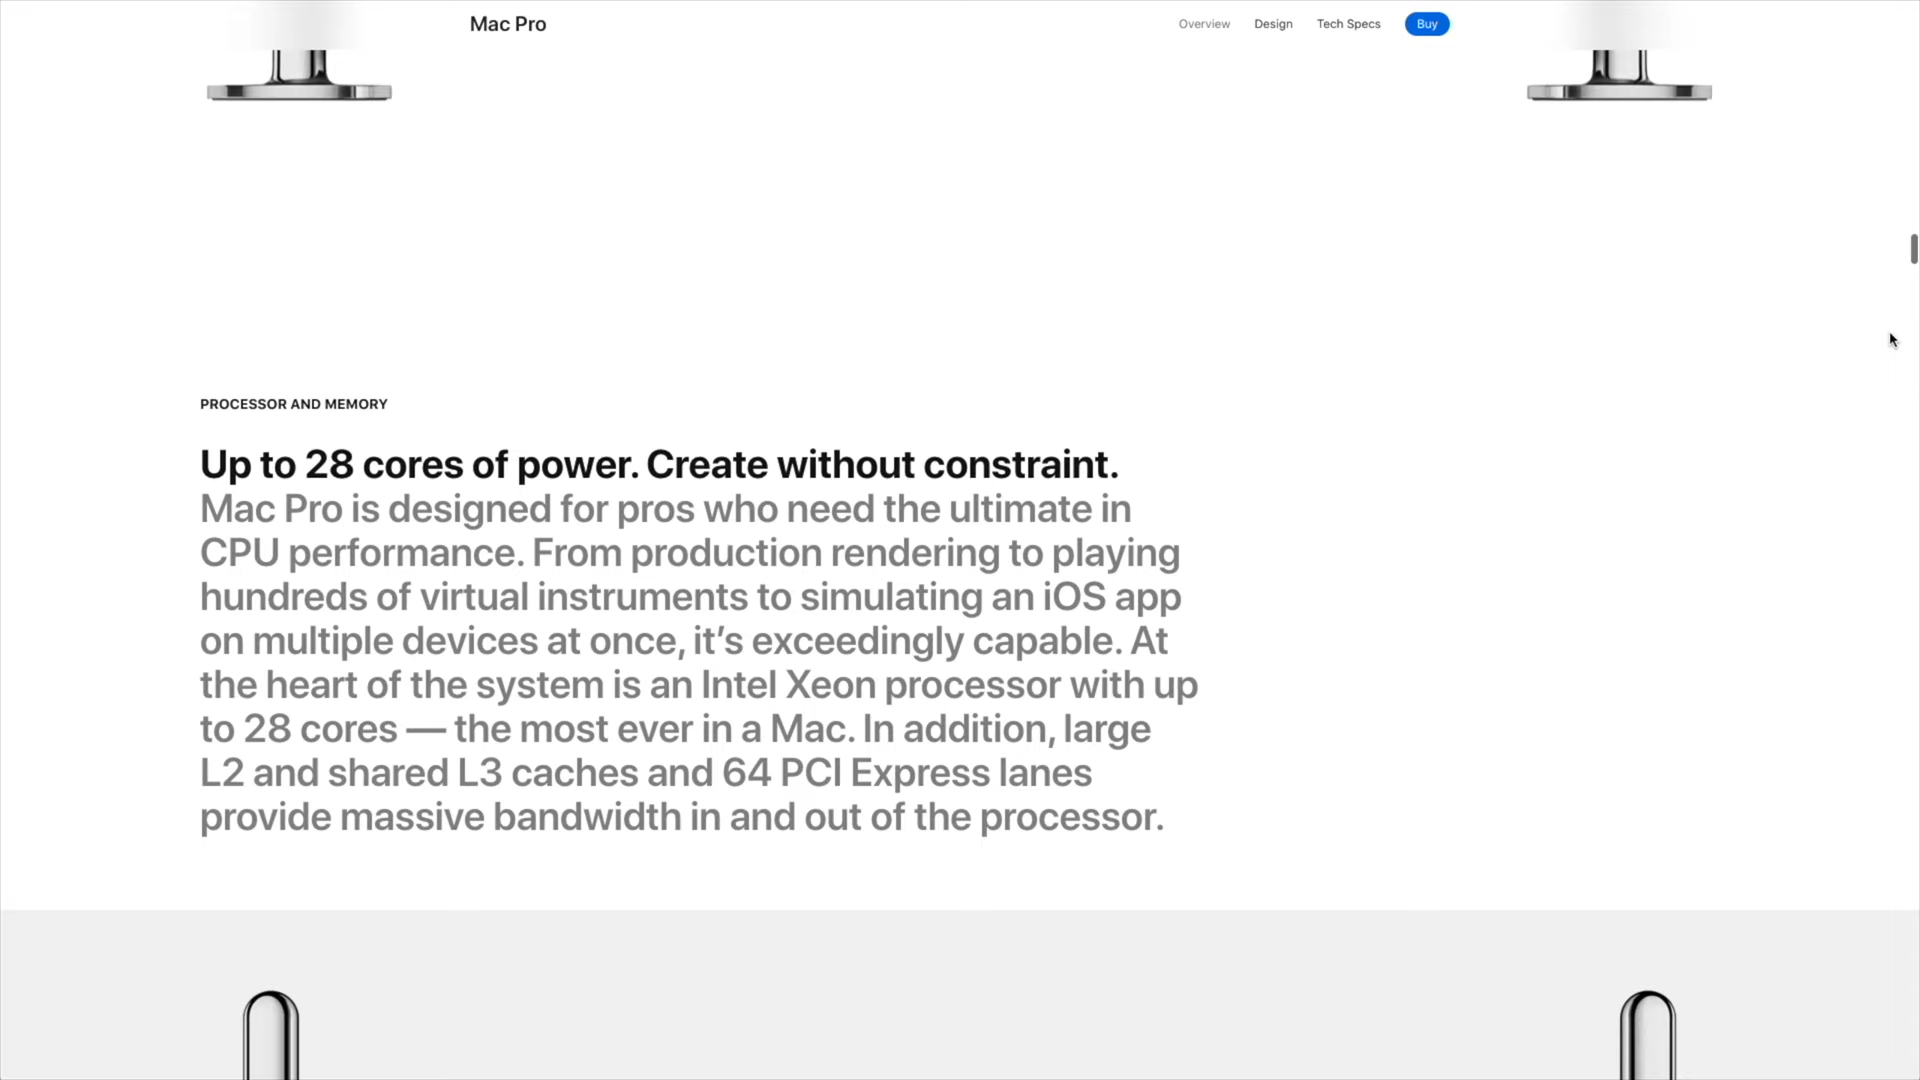 Mac Pro
Overview Design Tech Specs Buy
PROCESSOR AND MEMORY
Up to 28 cores of power. Create without constraint.
Mac Pro is designed for pros who need the ultimate in
CPU performance. From production rendering to playing
hundreds of virtual instruments to simulating an iOS app
on multiple devices at once, it’s exceedingly capable. At
the heart of the system is an Intel Xeon processor with up
to 28 cores — the most ever in a Mac. In addition, large
L2 and shared L3 caches and 64 PCI Express lanes
provide massive bandwidth in and out of the processor.